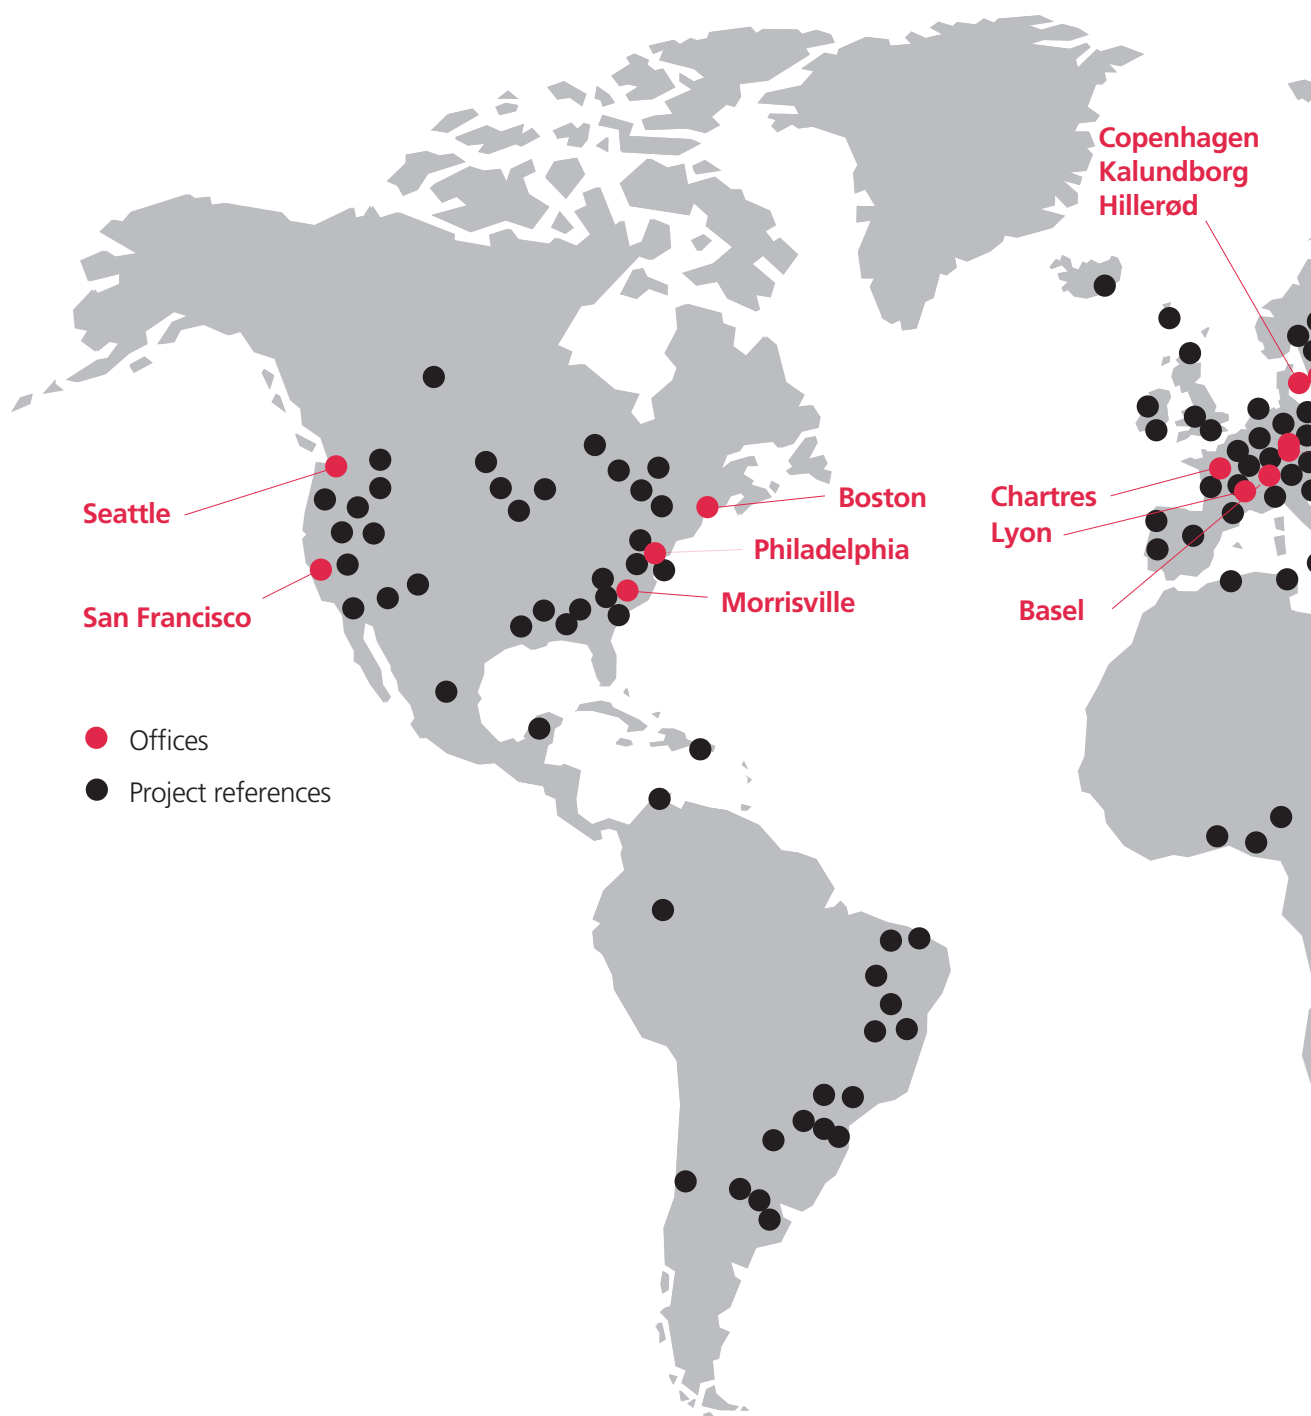 Copenhagen
Kalundborg
Hillerød
Seattle
Boston
Chartres
Lyon
Philadelphia
Morrisville
San Francisco
Basel
Offices
Project references